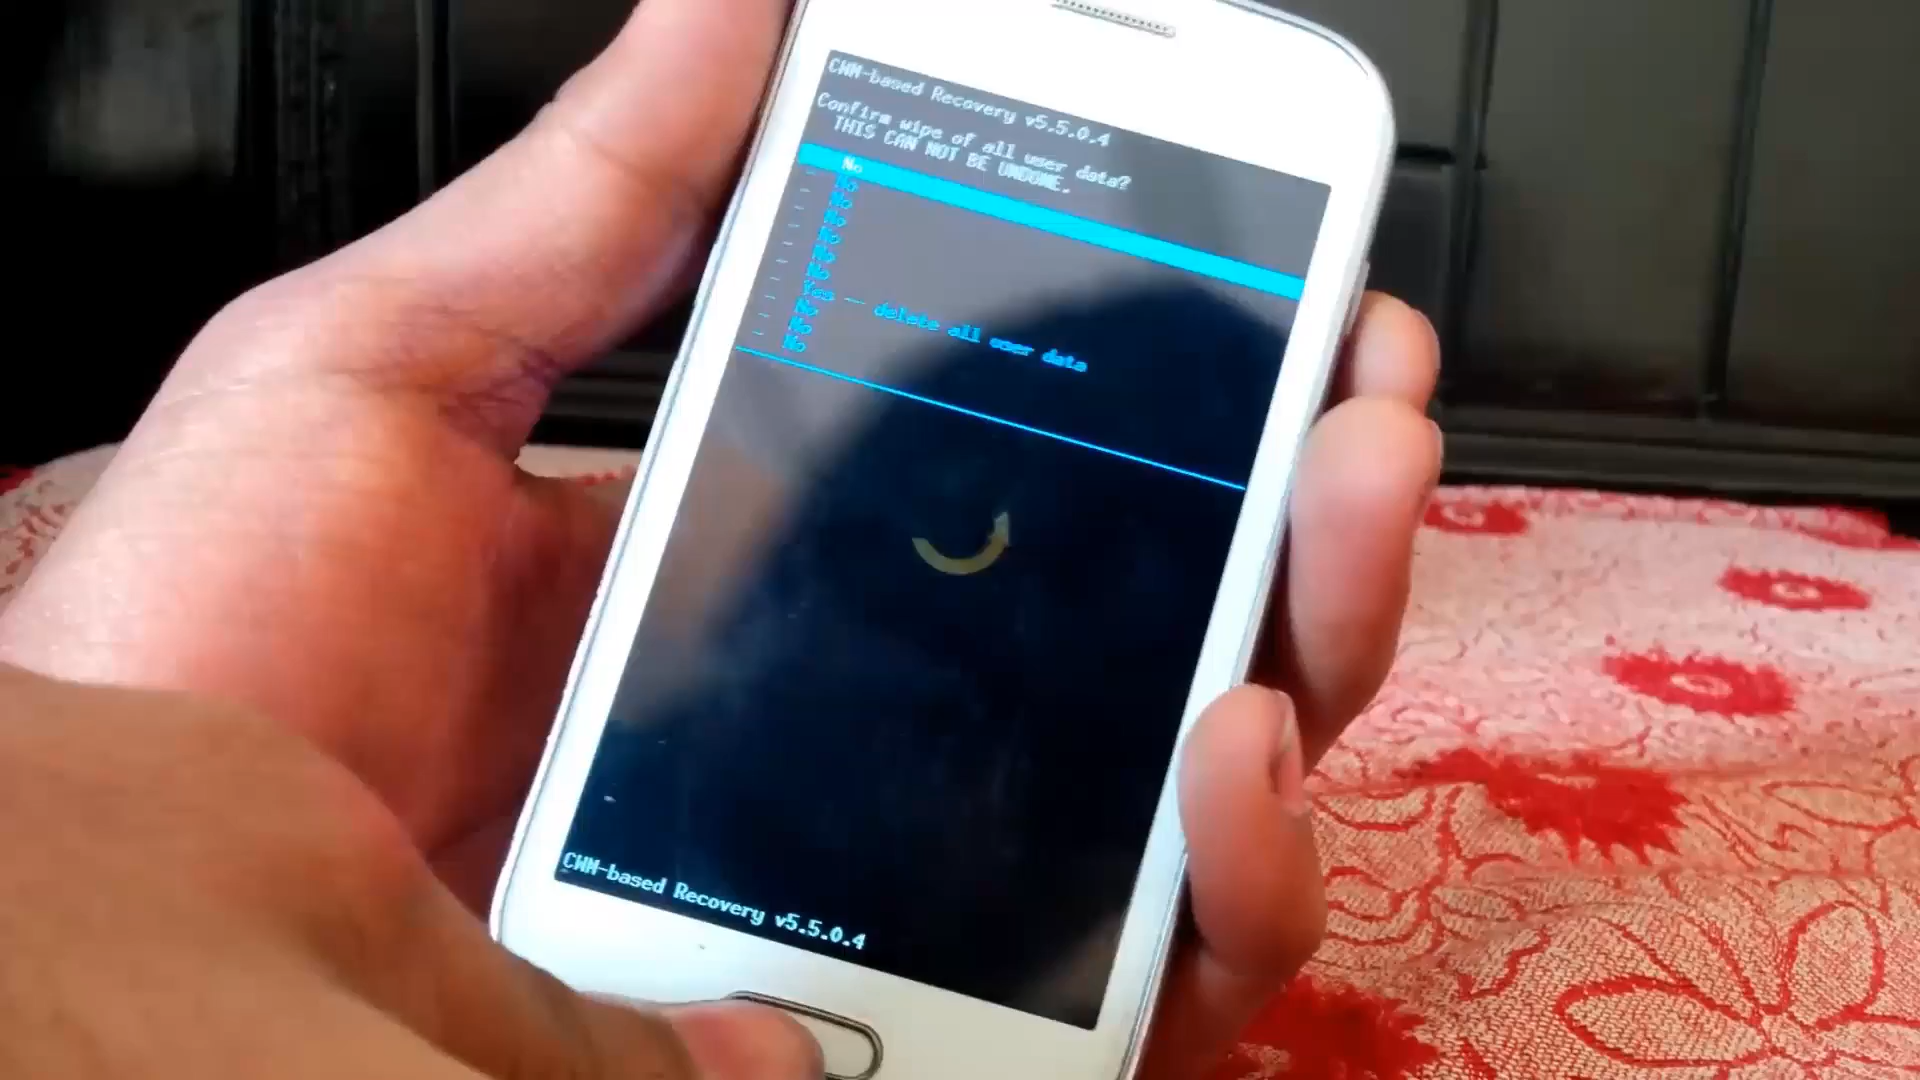 CWM-based Recovery v5.5.0.4
Confirm wipe of all user data?
THIS CAN NOT BE UNDONE.
No
- No
- No
- No
- No
- No
- No
- Yes -- delete all user data
- No
- No
- No
CWM-based Recovery v5.5.0.4